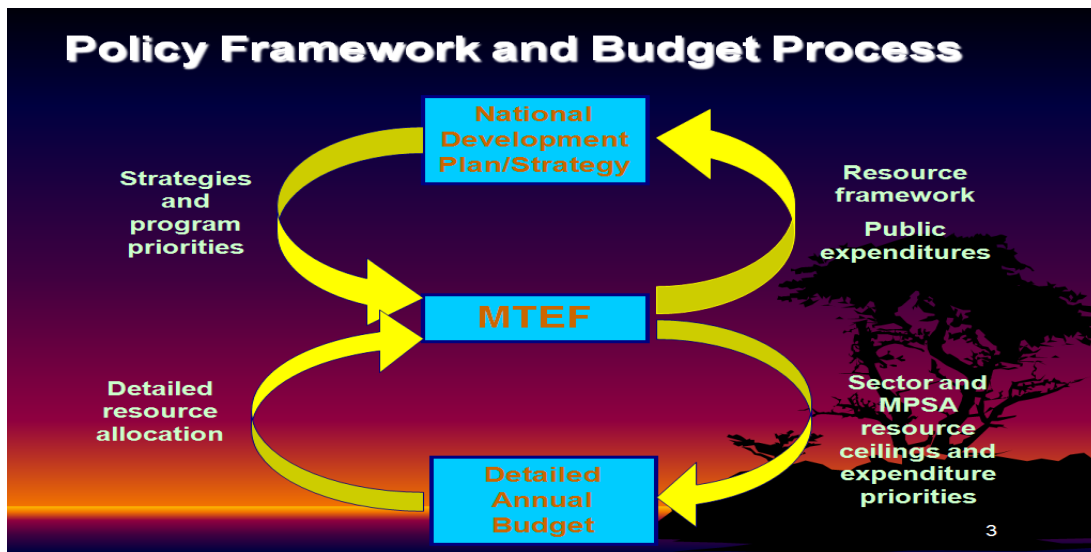 Policy Framework and Budget Process
National
Development
Plan/Strategy
Strategies
and
program
priorities
Resource
framework
Public
expenditures
MTEF
Detailed
resource
allocation
Sector and
MPSA
resource
ceilings and
expenditure
priorities
Detailed
Annual
Budget
3